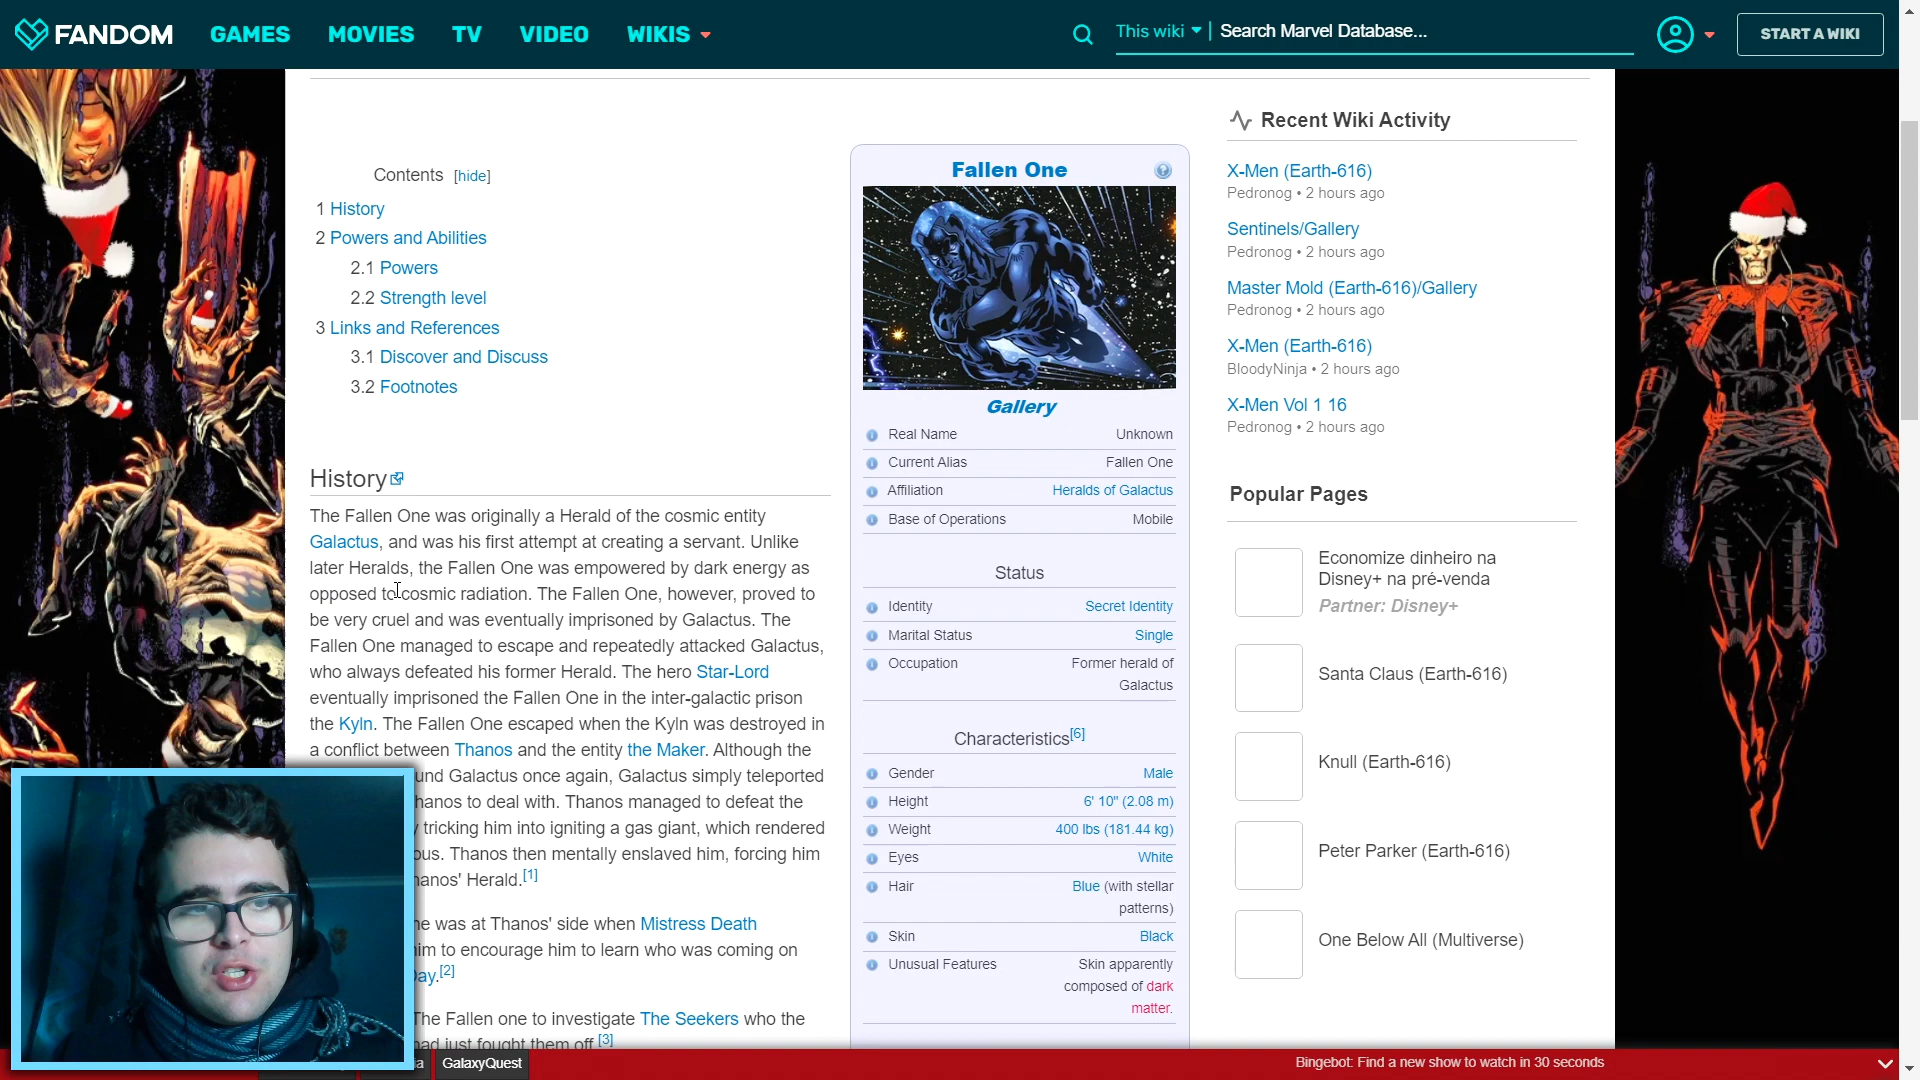 FANDOM GAMES MOVIES TV VIDEO WIKIS This wiki Search Marvel Database... START A WIKI
Contents [hide]
1 History
2 Powers and Abilities
2.1 Powers
2.2 Strength level
3 Links and References
3.1 Discover and Discuss
3.2 Footnotes
History
The Fallen One was originally a Herald of the cosmic entity
Galactus, and was his first attempt at creating a servant. Unlike
later Heralds, the Fallen One was empowered by dark energy as
opposed to cosmic radiation. The Fallen One, however, proved to
be very cruel and was eventually imprisoned by Galactus. The
Fallen One managed to escape and repeatedly attacked Galactus,
who always defeated his former Herald. The hero Star-Lord
eventually imprisoned the Fallen One in the inter-galactic prison
the Kyln. The Fallen One escaped when the Kyln was destroyed in
a conflict between Thanos and the entity the Maker. Although the
und Galactus once again, Galactus simply teleported
hanos to deal with. Thanos managed to defeat the
y tricking him into igniting a gas giant, which rendered
ous. Thanos then mentally enslaved him, forcing him
hanos' Herald.[1]
ne was at Thanos' side when Mistress Death
im to encourage him to learn who was coming on
Day.[2]
The Fallen one to investigate The Seekers who the
had just fought them off.[3]
Fallen One
Gallery
Real Name Unknown
Current Alias Fallen One
Affiliation Heralds of Galactus
Base of Operations Mobile
Status
Identity Secret Identity
Marital Status Single
Occupation Former herald of
Galactus
Characteristics[6]
Gender Male
Height 6' 10" (2.08 m)
Weight 400 lbs (181.44 kg)
Eyes White
Hair Blue (with stellar
patterns)
Skin Black
Unusual Features Skin apparently
composed of dark
matter.
Recent Wiki Activity
X-Men (Earth-616)
Pedronog • 2 hours ago
Sentinels/Gallery
Pedronog • 2 hours ago
Master Mold (Earth-616)/Gallery
Pedronog • 2 hours ago
X-Men (Earth-616)
BloodyNinja • 2 hours ago
X-Men Vol 1 16
Pedronog • 2 hours ago
Popular Pages
Economize dinheiro na
Disney+ na pré-venda
Partner: Disney+
Santa Claus (Earth-616)
Knull (Earth-616)
Peter Parker (Earth-616)
One Below All (Multiverse)
ia GalaxyQuest Bingebot: Find a new show to watch in 30 seconds